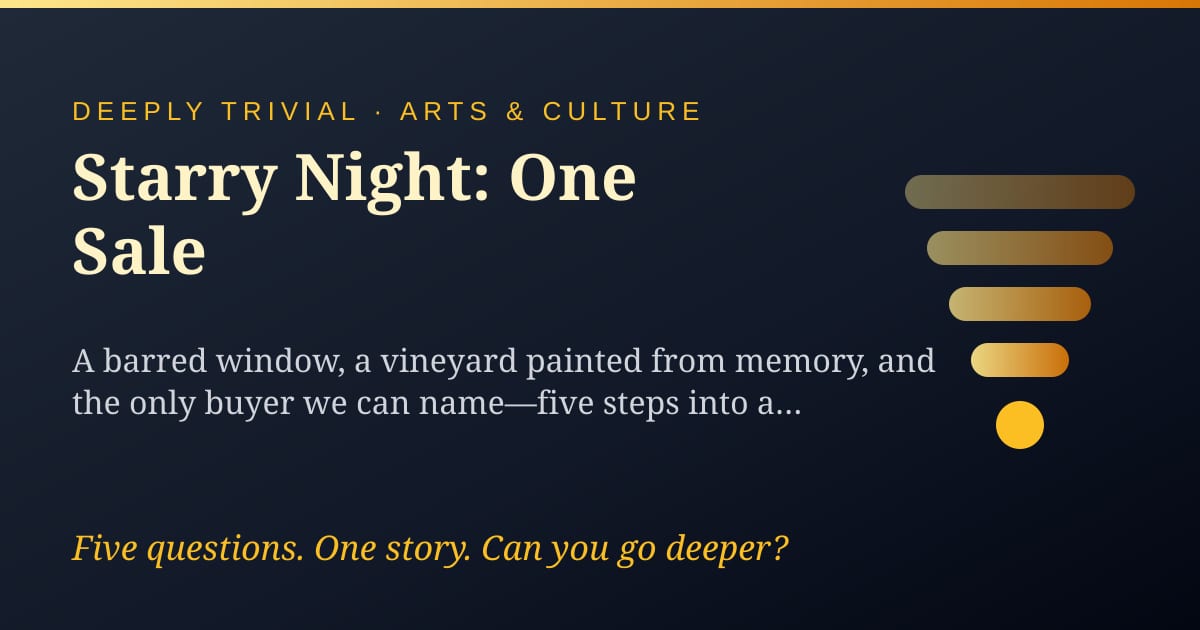 DEEPLY TRIVIAL · ARTS & CULTURE
Starry Night: One
Sale
A barred window, a vineyard painted from memory, and
the only buyer we can name—five steps into a...
Five questions. One story. Can you go deeper?